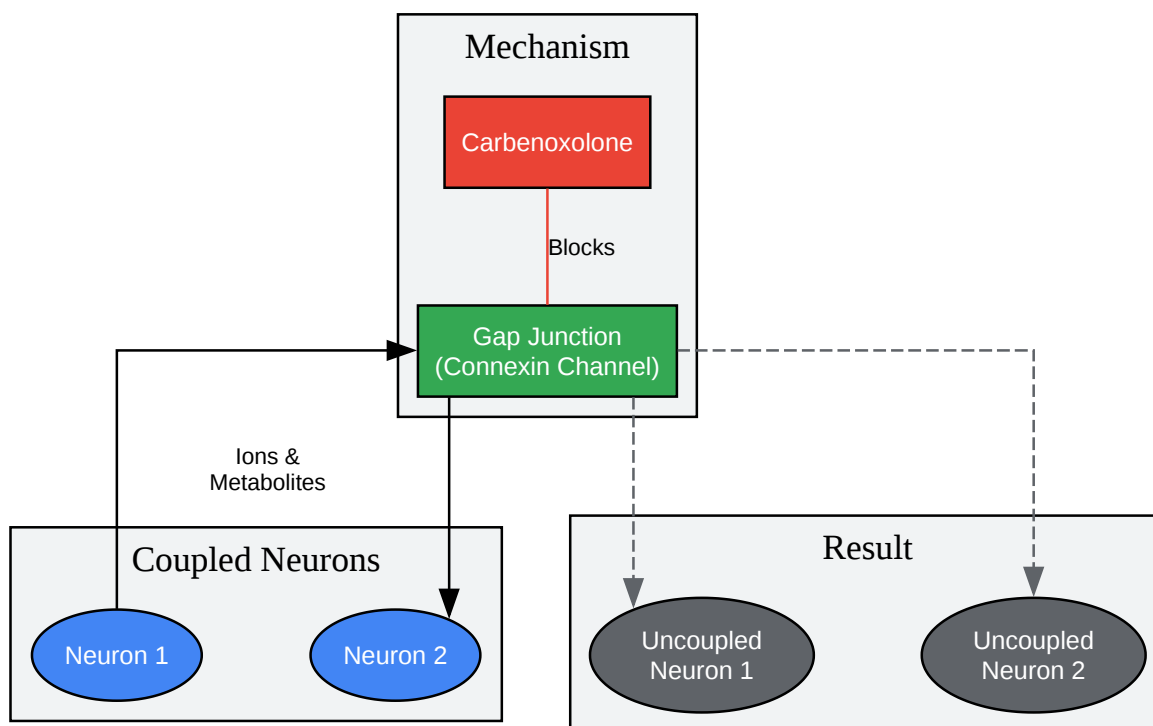 Mechanism
Carbenoxolone
Blocks
Gap Junction
(Connexin Channel)
Ions &
Metabolites
Coupled Neurons
Neuron 1
Neuron 2
Result
Uncoupled
Neuron 1
Uncoupled
Neuron 2